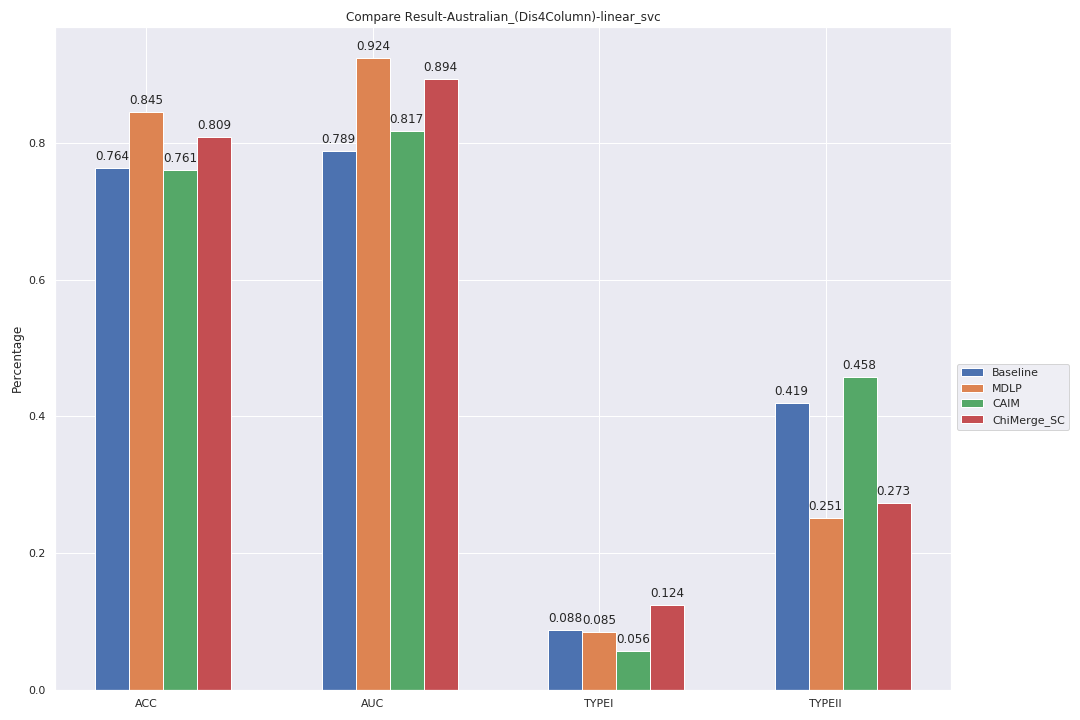 Compare Result-Australian_(Dis4Column)-linear_svc
Percentage
0.8
0.6
0.4
0.2
0.0
0.764
0.845
0.761
0.809
0.789
0.924
0.817
0.894
0.088
0.085
0.056
0.124
0.419
0.251
0.458
0.273
ACC
AUC
TYPEI
TYPEII
Baseline
MDLP
CAIM
ChiMerge_SC